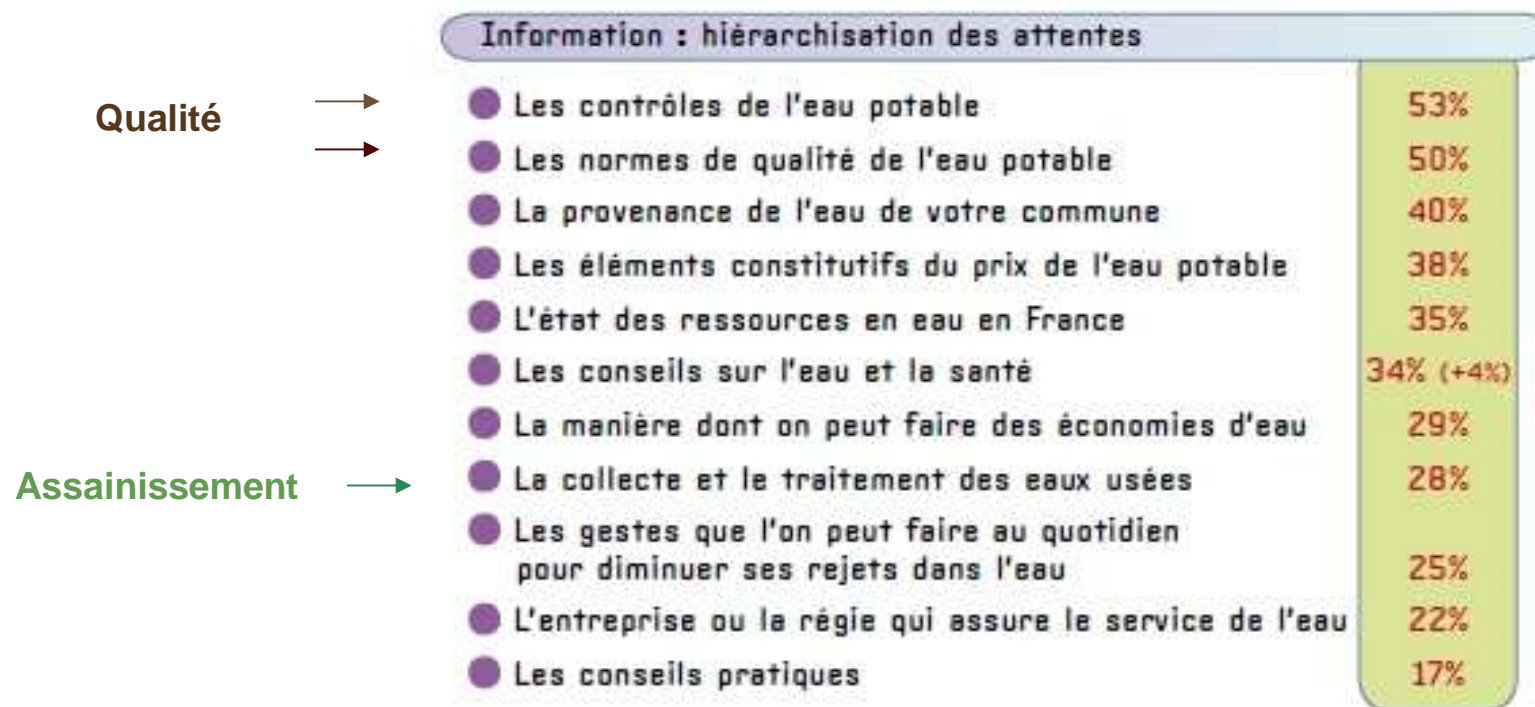 Information : hiérarchisation des attentes
Qualité
Les contrôles de l'eau potable 53%
Les normes de qualité de l'eau potable 50%
La provenance de l'eau de votre commune 40%
Les éléments constitutifs du prix de l'eau potable 38%
L'état des ressources en eau en France 35%
Les conseils sur l'eau et la santé 34% (+4%)
La manière dont on peut faire des économies d'eau 29%
Assainissement
La collecte et le traitement des eaux usées 28%
Les gestes que l'on peut faire au quotidien
pour diminuer ses rejets dans l'eau 25%
L'entreprise ou la régie qui assure le service de l'eau 22%
Les conseils pratiques 17%